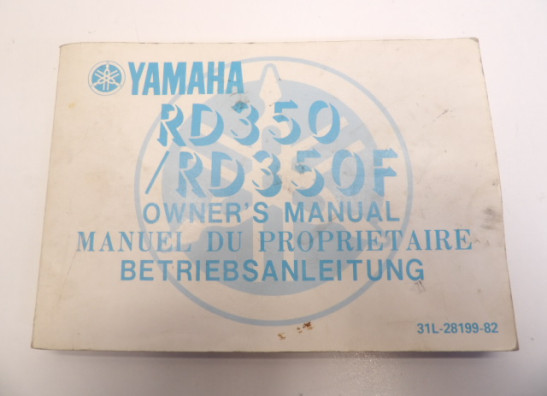 YAMAHA
RD350
/RD350F
OWNER'S MANUAL
MANUEL DU PROPRIETAIRE
BETRIEBSANLEITUNG
31L-28199-82